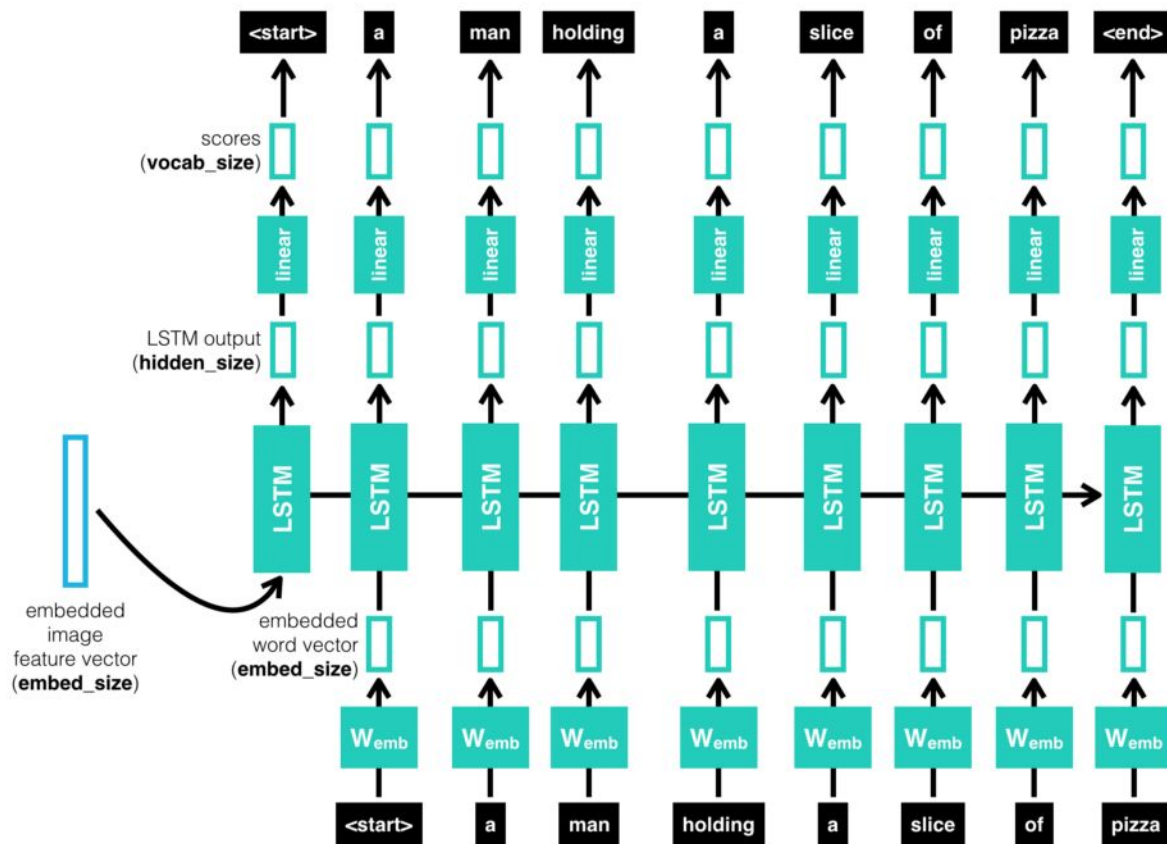 <start> a man holding a slice of pizza <end>
scores
(vocab_size)
linear linear linear linear linear linear linear linear linear
LSTM output
(hidden_size)
LSTM LSTM LSTM LSTM LSTM LSTM LSTM LSTM LSTM
embedded
image
feature vector
(embed_size)
embedded
word vector
(embed_size)
Wemb Wemb Wemb Wemb Wemb Wemb Wemb Wemb
<start> a man holding a slice of pizza